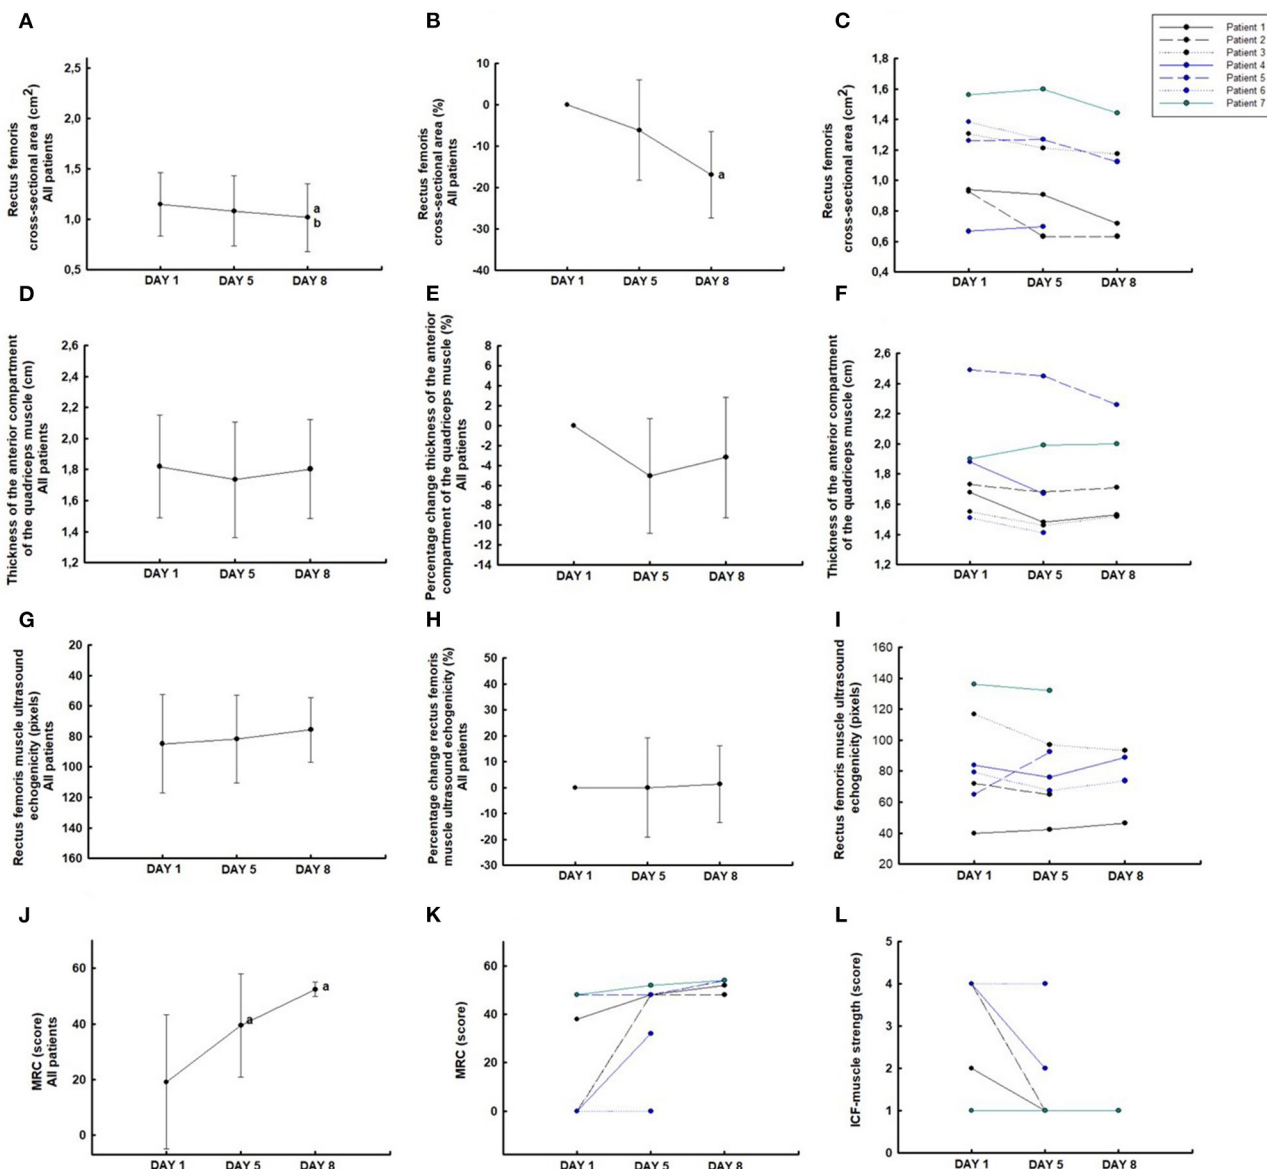 A
Rectus femoris
cross-sectional area (cm2)
All patients
2,5
2,0
1,5
1,0
0,5
a
b
DAY 1 DAY 5 DAY 8
B
Rectus femoris
cross-sectional area (%)
All patients
10
0
-10
-20
-30
-40
a
DAY 1 DAY 5 DAY 8
C
Rectus femoris
cross-sectional area (cm2)
1,8
1,6
1,4
1,2
1,0
0,8
0,6
0,4
DAY 1 DAY 5 DAY 8
Patient 1
Patient 2
Patient 3
Patient 4
Patient 5
Patient 6
Patient 7
D
Thickness of the anterior compartment
of the quadriceps muscle (cm)
All patients
2,6
2,4
2,2
2,0
1,8
1,6
1,4
1,2
DAY 1 DAY 5 DAY 8
E
Percentage change thickness of the anterior
compartment of the quadriceps muscle (%)
All patients
8
6
4
2
0
-2
-4
-6
-8
-10
-12
-14
DAY 1 DAY 5 DAY 8
F
Thickness of the anterior compartment
of the quadriceps muscle (cm)
2,6
2,4
2,2
2,0
1,8
1,6
1,4
1,2
DAY 1 DAY 5 DAY 8
G
Rectus femoris muscle ultrasound
echogenicity (pixels)
All patients
20
40
60
80
100
120
140
160
DAY 1 DAY 5 DAY 8
H
Percentage change rectus femoris
muscle ultrasound echogenicity (%)
All patients
50
40
30
20
10
0
-10
-20
-30
DAY 1 DAY 5 DAY 8
I
Rectus femoris muscle ultrasound
echogenicity (pixels)
160
140
120
100
80
60
40
20
DAY 1 DAY 5 DAY 8
J
MRC (score)
All patients
60
40
20
0
a
a
DAY 1 DAY 5 DAY 8
K
MRC (score)
60
40
20
0
DAY 1 DAY 5 DAY 8
L
ICF-muscle strength (score)
5
4
3
2
1
0
DAY 1 DAY 5 DAY 8